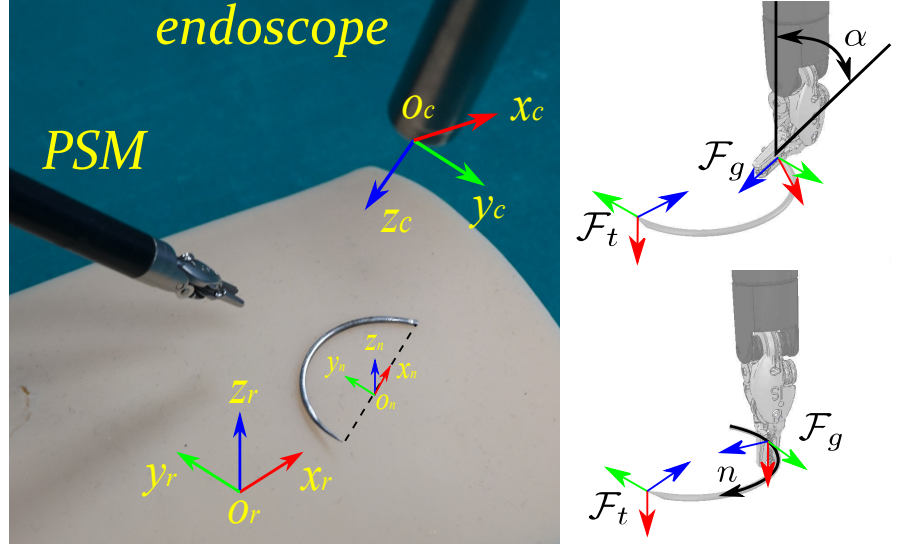 endoscope
PSM
o_c
x_c
z_c
y_c
z_n
y_n
x_n
o_n
z_r
y_r
x_r
o_r
α
F_g
F_t
F_g
n
F_t